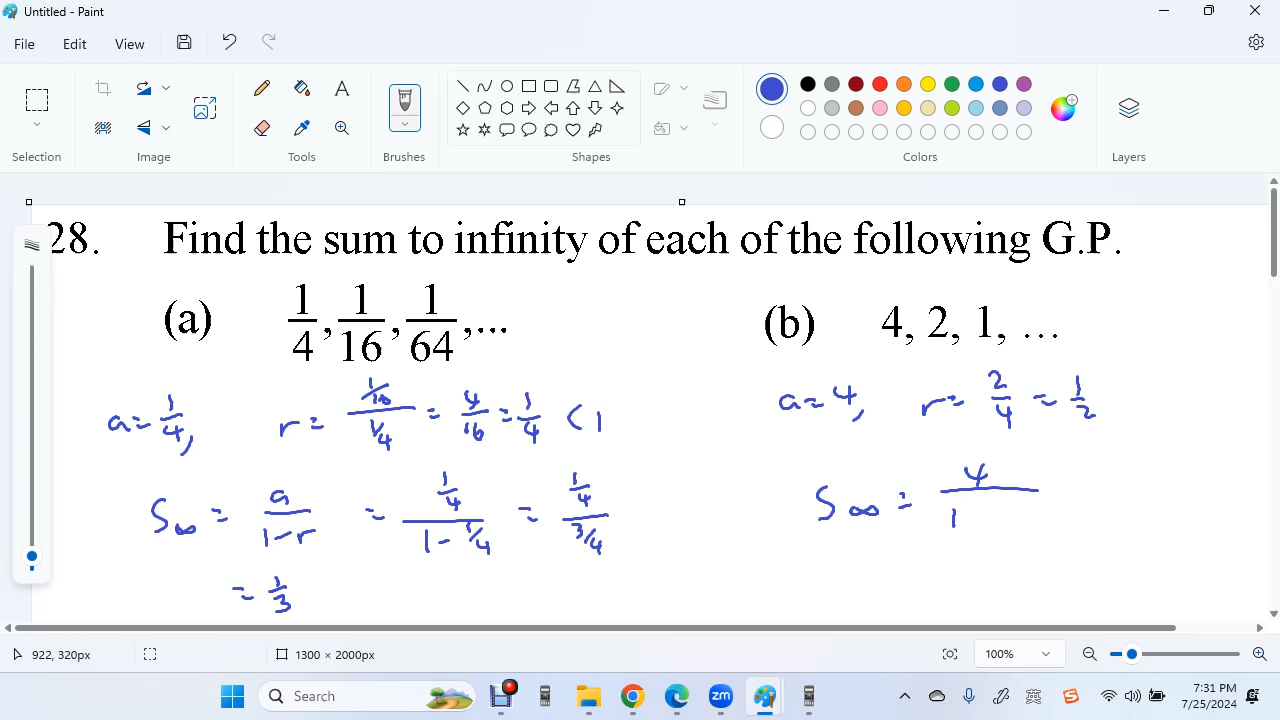 Untitled - Paint
File Edit View
Selection Image Tools Brushes Shapes Colors Layers
28. Find the sum to infinity of each of the following G.P.
(a) 1/4, 1/16, 1/64, ... (b) 4, 2, 1, ...
a = 1/4, r = (1/16)/(1/4) = 4/16 = 1/4 < 1 a = 4, r = 2/4 = 1/2
S∞ = a/(1-r) = (1/4)/(1-1/4) = (1/4)/(3/4) S∞ = 4/1
= 1/3
922, 320px 1300 × 2000px 100%
Search zm 英 S 7:31 PM
7/25/2024